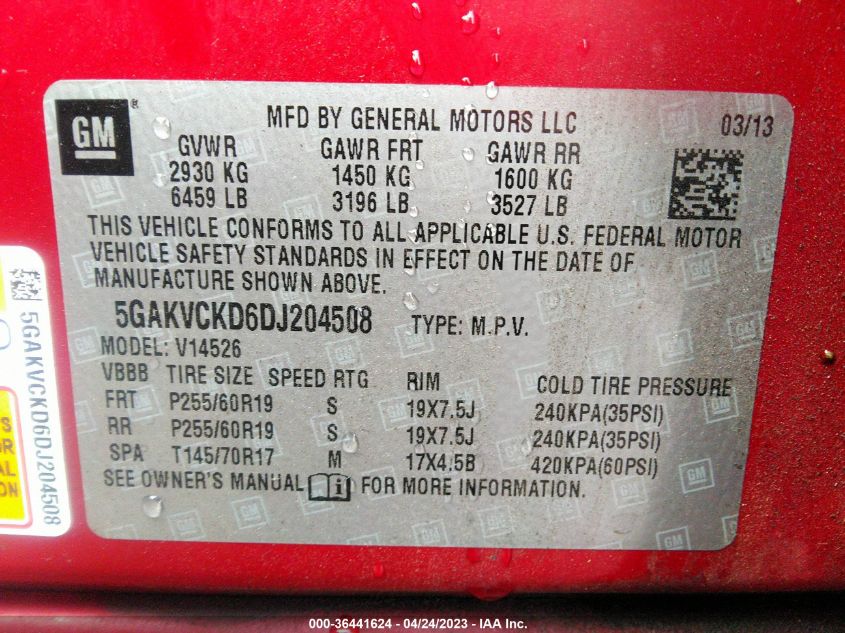 GM ®
MFD BY GENERAL MOTORS LLC 03/13
GVWR GAWR FRT GAWR RR
2930 KG 1450 KG 1600 KG
6459 LB 3196 LB 3527 LB
THIS VEHICLE CONFORMS TO ALL APPLICABLE U.S. FEDERAL MOTOR
VEHICLE SAFETY STANDARDS IN EFFECT ON THE DATE OF
MANUFACTURE SHOWN ABOVE.
5GAKVCKD6DJ204508 TYPE: M.P.V.
MODEL: V14526
VBBB TIRE SIZE SPEED RTG RIM COLD TIRE PRESSURE
FRT P255/60R19 S 19X7.5J 240KPA(35PSI)
RR P255/60R19 S 19X7.5J 240KPA(35PSI)
SPA T145/70R17 M 17X4.5B 420KPA(60PSI)
SEE OWNER'S MANUAL i FOR MORE INFORMATION.
5GAKVCKD6DJ204508
000-36441624 - 04/24/2023 - IAA Inc.